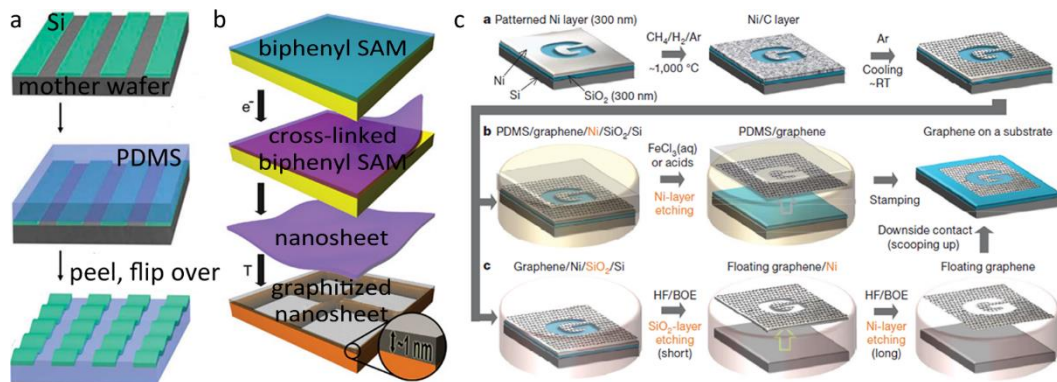 a
Si
mother wafer
PDMS
peel, flip over
b
biphenyl SAM
e-
cross-linked
biphenyl SAM
nanosheet
T
graphitized
nanosheet
~1 nm
c
a Patterned Ni layer (300 nm)
Ni
Si
SiO₂ (300 nm)
CH₄/H₂/Ar
~1,000 °C
Ni/C layer
Ar
Cooling
~RT
b PDMS/graphene/Ni/SiO₂/Si
FeCl₃(aq)
or acids
Ni-layer
etching
PDMS/graphene
Stamping
Graphene on a substrate
Downside contact
(scooping up)
c Graphene/Ni/SiO₂/Si
HF/BOE
SiO₂-layer
etching
(short)
Floating graphene/Ni
HF/BOE
Ni-layer
etching
(long)
Floating graphene